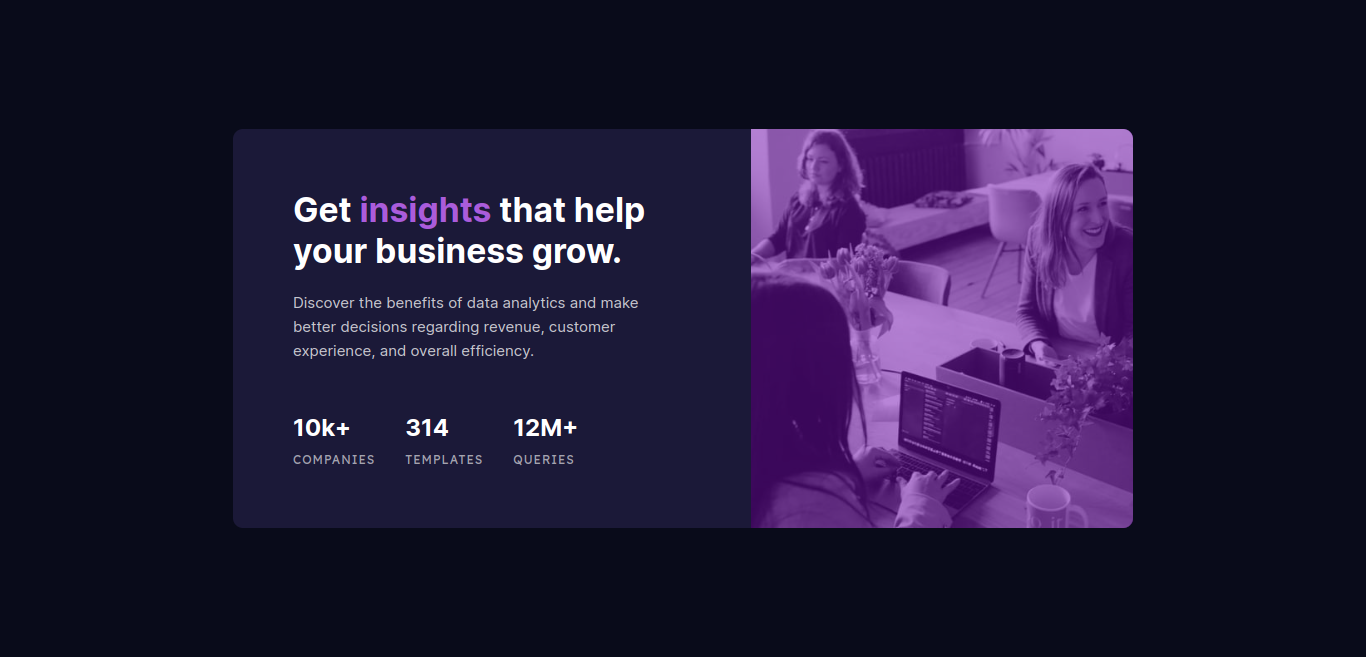 Get insights that help
your business grow.
Discover the benefits of data analytics and make
better decisions regarding revenue, customer
experience, and overall efficiency.
10k+ 314 12M+
COMPANIES TEMPLATES QUERIES